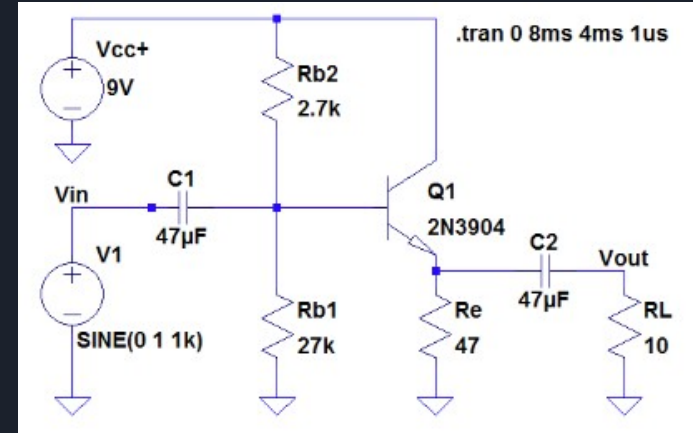 .tran 0 8ms 4ms 1us
Vcc+
9V
Rb2
2.7k
C1
47µF
Vin
V1
SINE(0 1 1k)
Q1
2N3904
C2
47µF
Vout
Rb1
27k
Re
47
RL
10